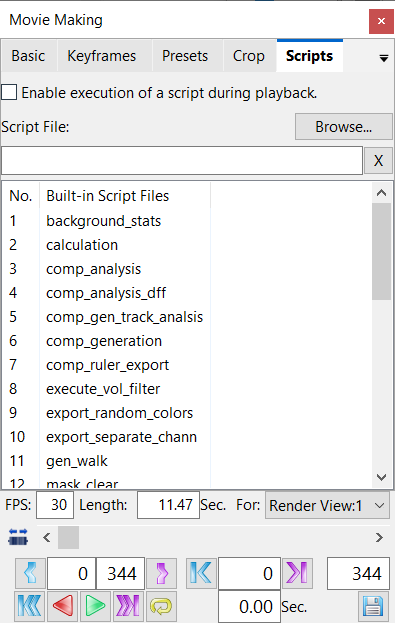 Movie Making
Basic Keyframes Presets Crop Scripts
Enable execution of a script during playback.
Script File: Browse...
X
No. Built-in Script Files
1 background_stats
2 calculation
3 comp_analysis
4 comp_analysis_dff
5 comp_gen_track_analsis
6 comp_generation
7 comp_ruler_export
8 execute_vol_filter
9 export_random_colors
10 export_separate_chann
11 gen_walk
12 mask_clear
FPS: 30 Length: 11.47 Sec. For: Render View:1
0 344 0 344
0.00 Sec.